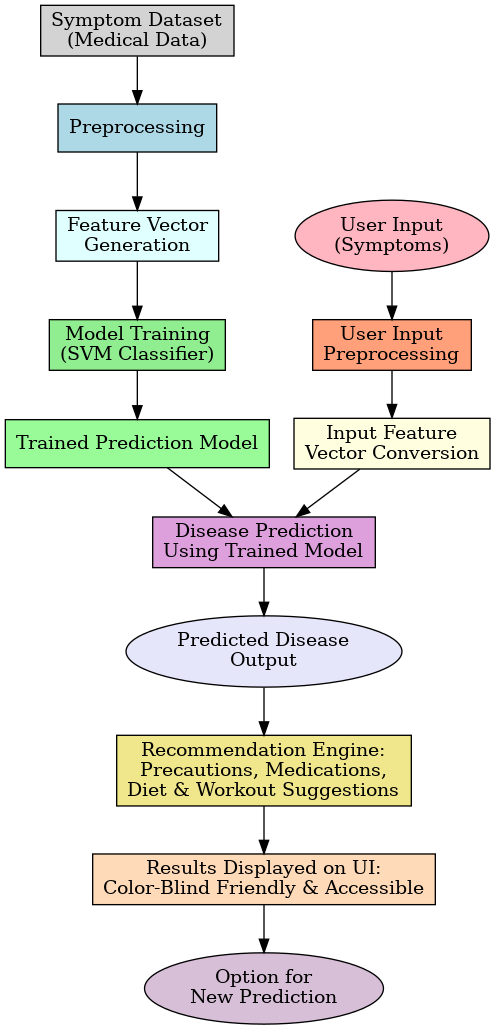 Symptom Dataset
(Medical Data)
Preprocessing
Feature Vector
Generation
User Input
(Symptoms)
Model Training
(SVM Classifier)
User Input
Preprocessing
Trained Prediction Model
Input Feature
Vector Conversion
Disease Prediction
Using Trained Model
Predicted Disease
Output
Recommendation Engine:
Precautions, Medications,
Diet & Workout Suggestions
Results Displayed on UI:
Color-Blind Friendly & Accessible
Option for
New Prediction